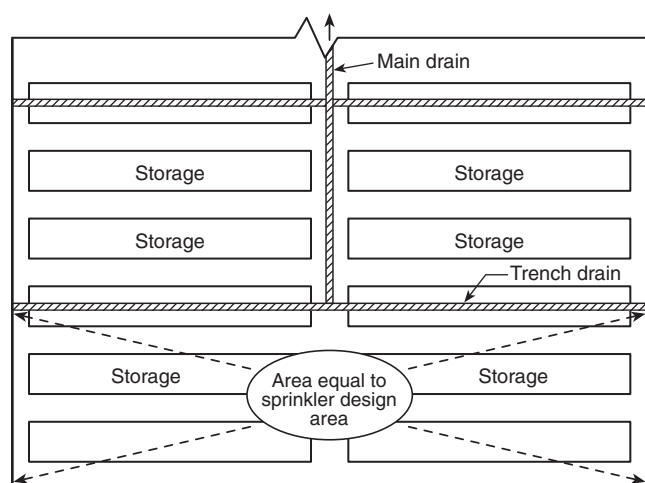 Main drain
Storage
Storage
Storage
Storage
Trench drain
Storage
Area equal to
sprinkler design
area
Storage